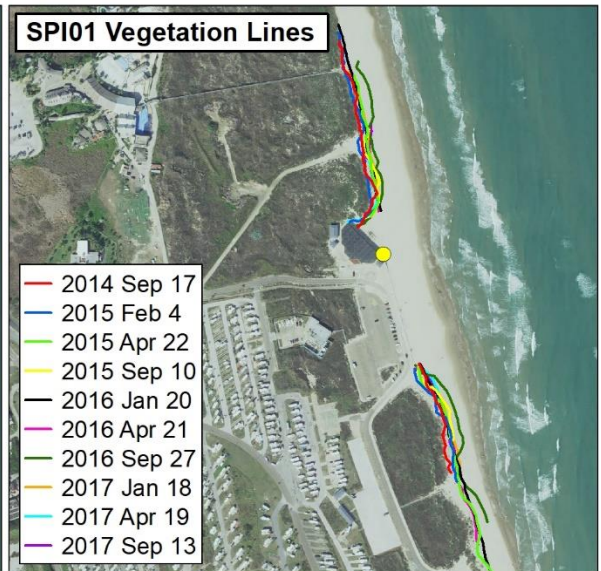 SPI01 Vegetation Lines
2014 Sep 17
2015 Feb 4
2015 Apr 22
2015 Sep 10
2016 Jan 20
2016 Apr 21
2016 Sep 27
2017 Jan 18
2017 Apr 19
2017 Sep 13